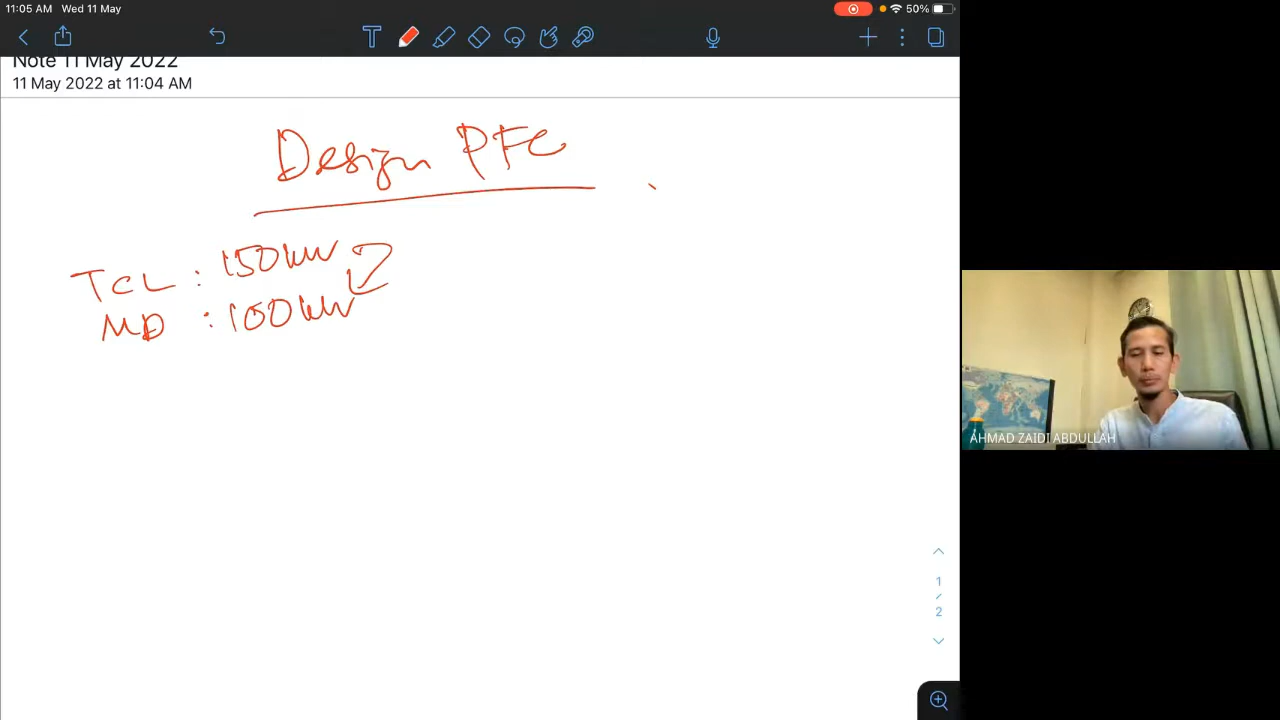 11:05 AM Wed 11 May
50%
T
Note 11 May 2022
11 May 2022 at 11:04 AM
Design PFC
TCL : 150kW
MD : 100kW
1
/
2
AHMAD ZAIDI ABDULLAH